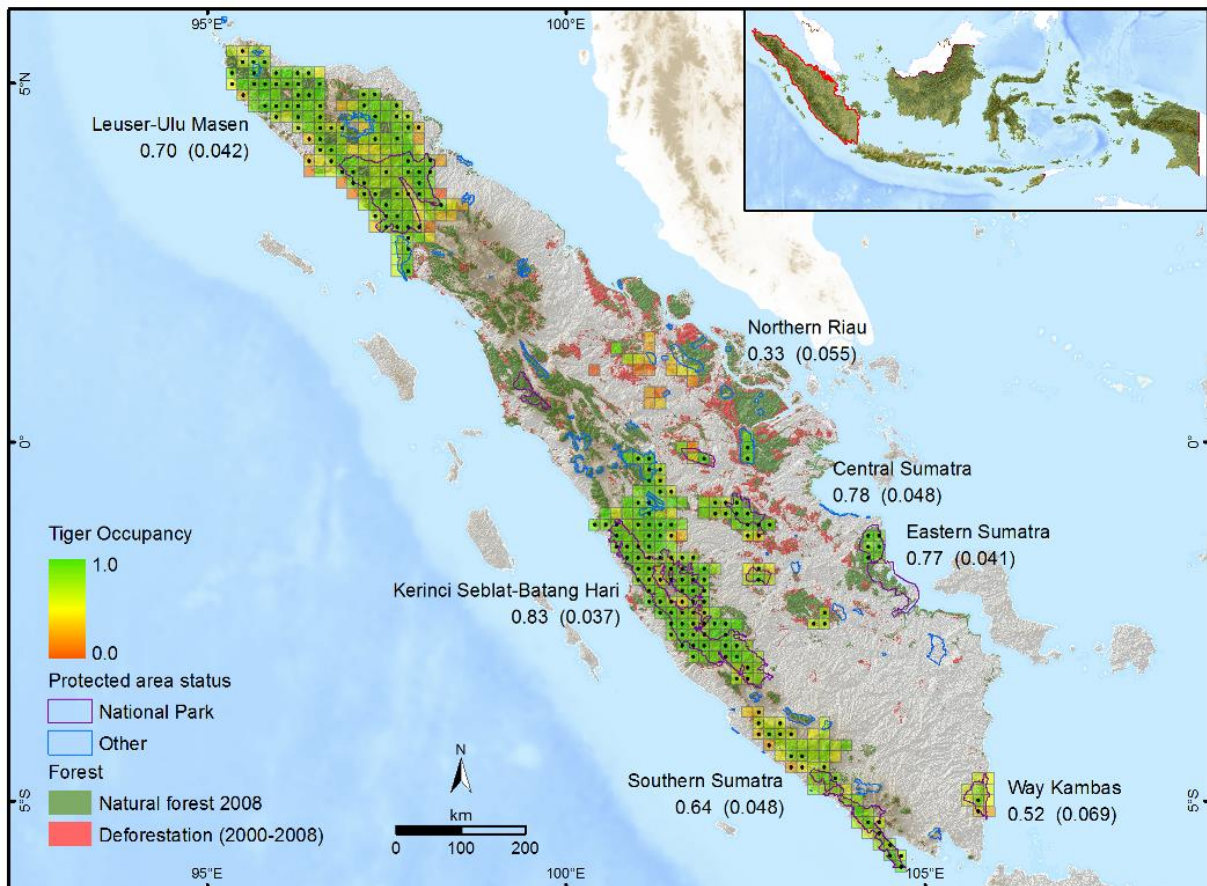 95°E
100°E
5°N
Leuser-Ulu Masen
0.70 (0.042)
Northern Riau
0.33 (0.055)
0°
0°
Central Sumatra
0.78 (0.048)
Eastern Sumatra
0.77 (0.041)
Kerinci Seblat-Batang Hari
0.83 (0.037)
Tiger Occupancy
1.0
0.0
Protected area status
National Park
Other
Forest
Natural forest 2008
Deforestation (2000-2008)
N
km
0 100 200
Southern Sumatra
0.64 (0.048)
Way Kambas
0.52 (0.069)
5°S
5°S
95°E
100°E
105°E